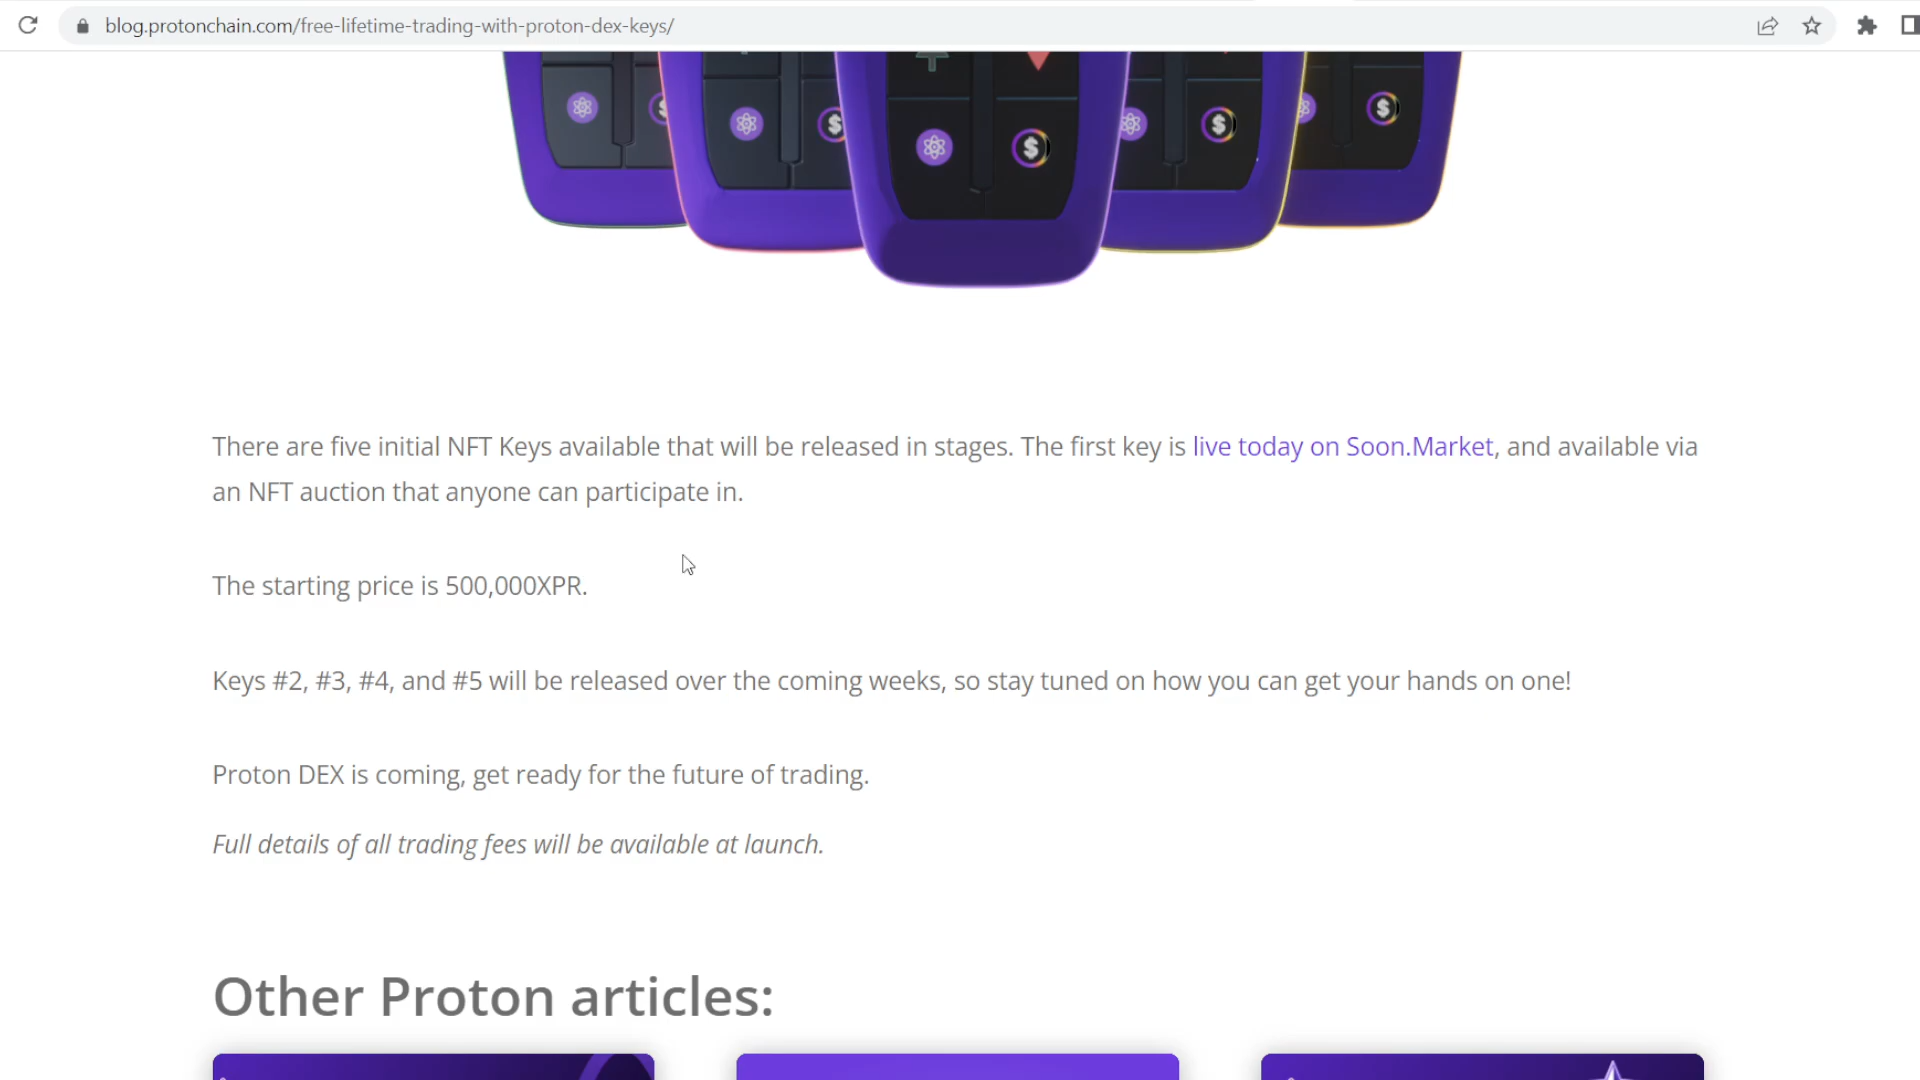 blog.protonchain.com/free-lifetime-trading-with-proton-dex-keys/
$ $ $ $ $
There are five initial NFT Keys available that will be released in stages. The first key is live today on Soon.Market, and available via
an NFT auction that anyone can participate in.
The starting price is 500,000XPR.
Keys #2, #3, #4, and #5 will be released over the coming weeks, so stay tuned on how you can get your hands on one!
Proton DEX is coming, get ready for the future of trading.
Full details of all trading fees will be available at launch.
Other Proton articles: